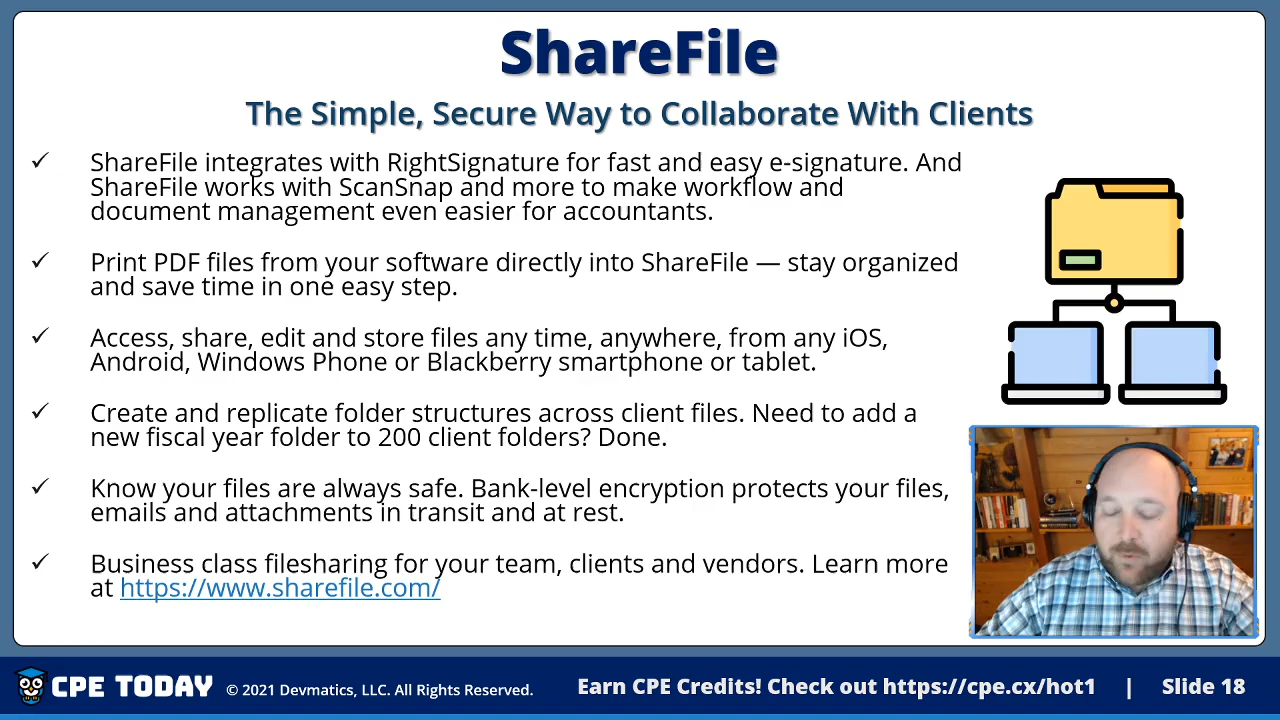 ShareFile
The Simple, Secure Way to Collaborate With Clients
✓ ShareFile integrates with RightSignature for fast and easy e-signature. And
ShareFile works with ScanSnap and more to make workflow and
document management even easier for accountants.
✓ Print PDF files from your software directly into ShareFile — stay organized
and save time in one easy step.
✓ Access, share, edit and store files any time, anywhere, from any iOS,
Android, Windows Phone or Blackberry smartphone or tablet.
✓ Create and replicate folder structures across client files. Need to add a
new fiscal year folder to 200 client folders? Done.
✓ Know your files are always safe. Bank-level encryption protects your files,
emails and attachments in transit and at rest.
✓ Business class filesharing for your team, clients and vendors. Learn more
at https://www.sharefile.com/
CPE TODAY © 2021 Devmatics, LLC. All Rights Reserved. Earn CPE Credits! Check out https://cpe.cx/hot1 | Slide 18